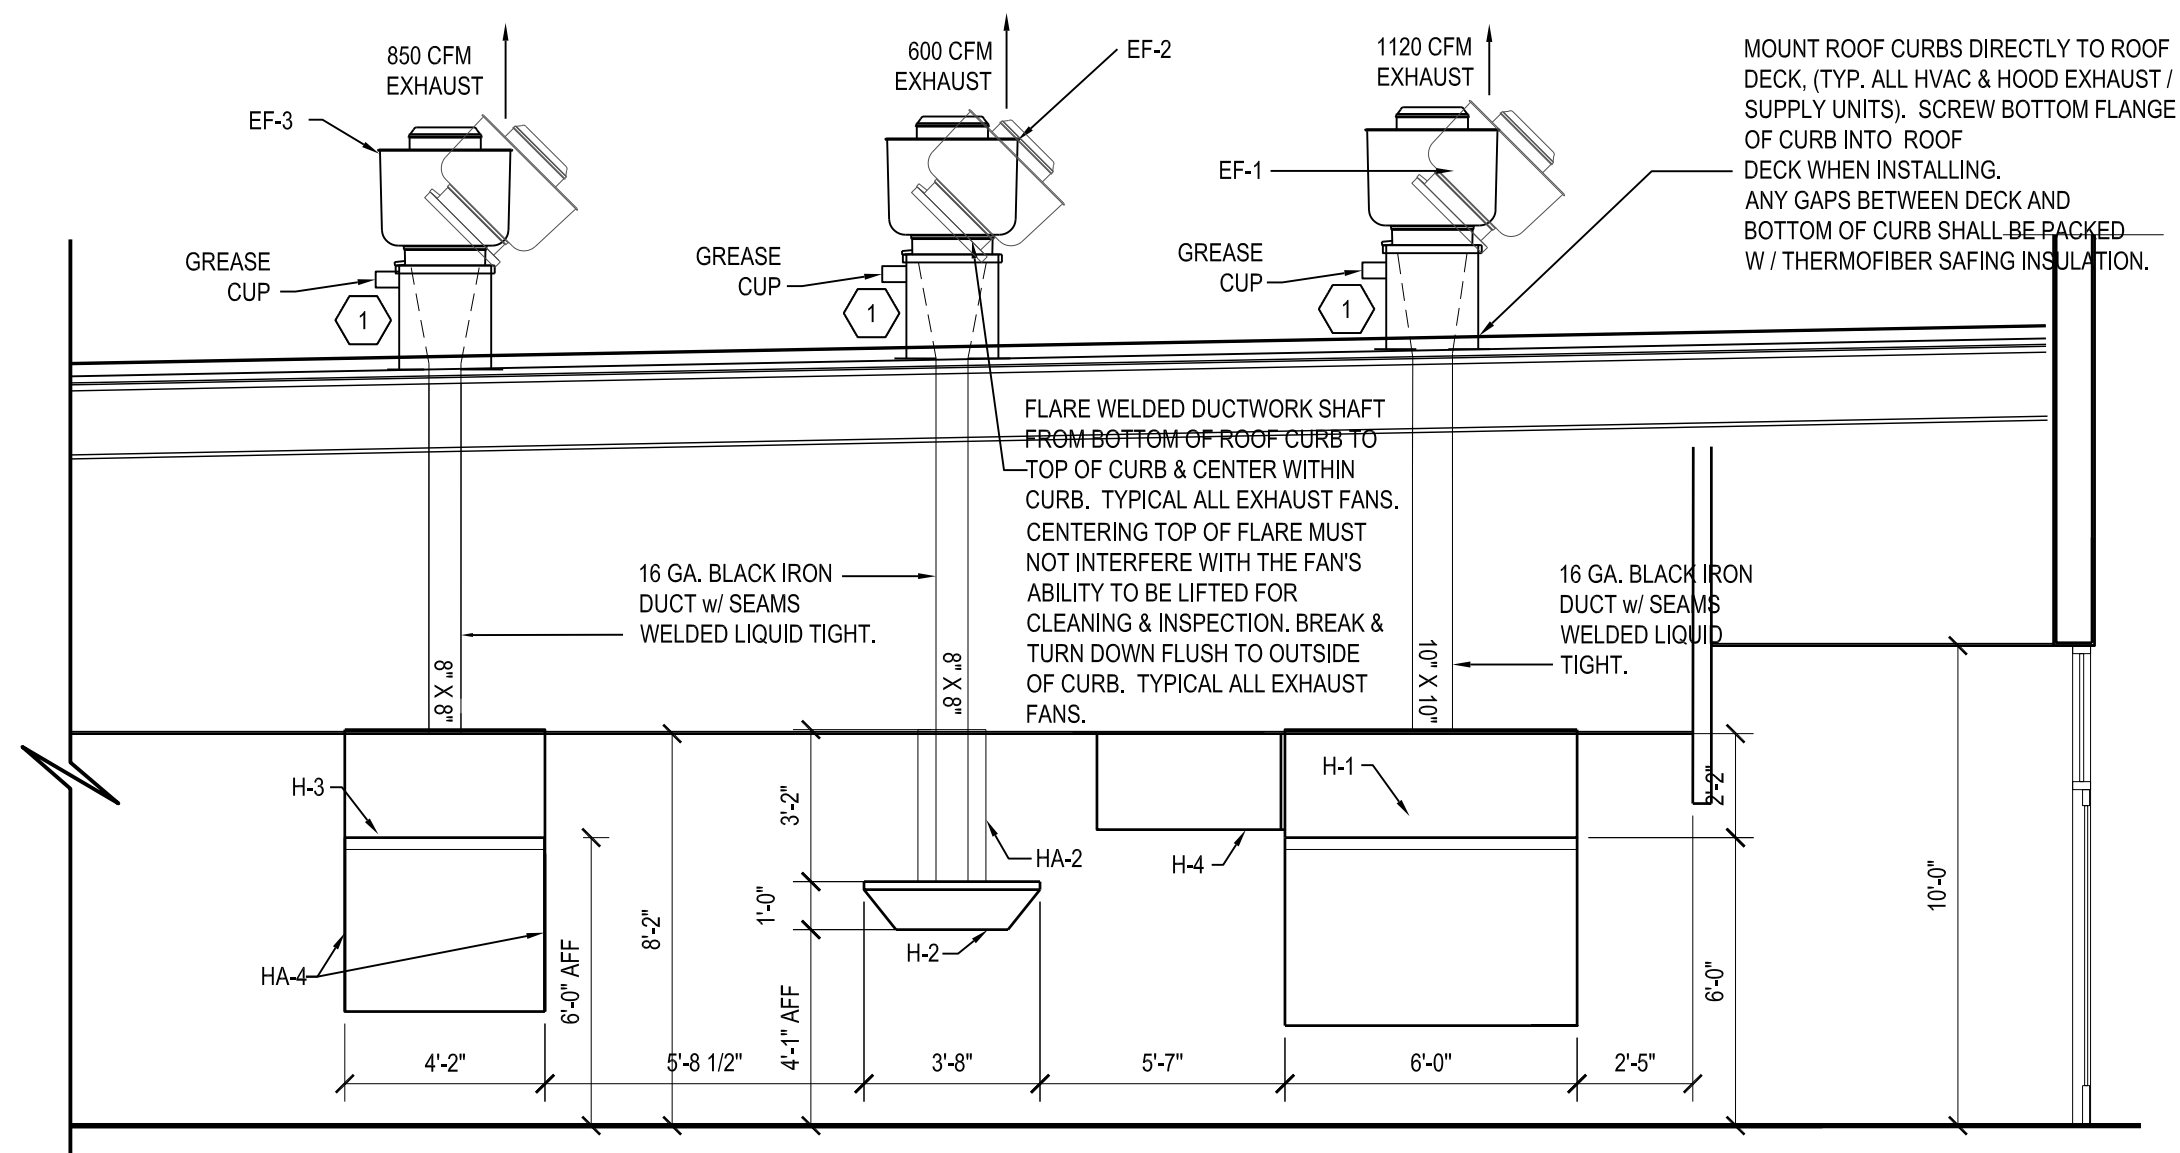 850 CFM
EXHAUST
EF-3
GREASE
CUP
1
600 CFM
EXHAUST
EF-2
GREASE
CUP
1
1120 CFM
EXHAUST
EF-1
GREASE
CUP
1
MOUNT ROOF CURBS DIRECTLY TO ROOF
DECK, (TYP. ALL HVAC & HOOD EXHAUST /
SUPPLY UNITS). SCREW BOTTOM FLANGE
OF CURB INTO ROOF
DECK WHEN INSTALLING.
ANY GAPS BETWEEN DECK AND
BOTTOM OF CURB SHALL BE PACKED
W / THERMOFIBER SAFING INSULATION.
FLARE WELDED DUCTWORK SHAFT
FROM BOTTOM OF ROOF CURB TO
TOP OF CURB & CENTER WITHIN
CURB. TYPICAL ALL EXHAUST FANS.
CENTERING TOP OF FLARE MUST
NOT INTERFERE WITH THE FAN'S
ABILITY TO BE LIFTED FOR
CLEANING & INSPECTION. BREAK &
TURN DOWN FLUSH TO OUTSIDE
OF CURB. TYPICAL ALL EXHAUST
FANS.
16 GA. BLACK IRON
DUCT w/ SEAMS
WELDED LIQUID TIGHT.
16 GA. BLACK IRON
DUCT w/ SEAMS
WELDED LIQUID
TIGHT.
8" X 8"
8" X 8"
10" X 10"
H-3
HA-4
6'-0" AFF
8'-2"
3'-2"
1'-0"
4'-1" AFF
HA-2
H-2
H-4
H-1
2'-2"
6'-0"
10'-0"
4'-2"
5'-8 1/2"
3'-8"
5'-7"
6'-0"
2'-5"